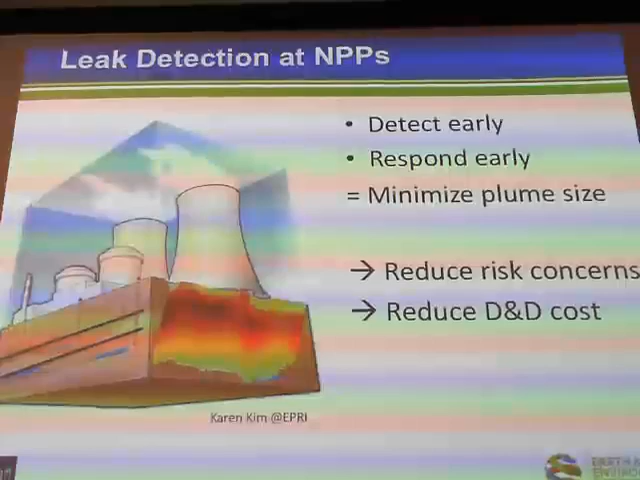 Leak Detection at NPPs
• Detect early
• Respond early
= Minimize plume size
→ Reduce risk concerns
→ Reduce D&D cost
Karen Kim @EPRI